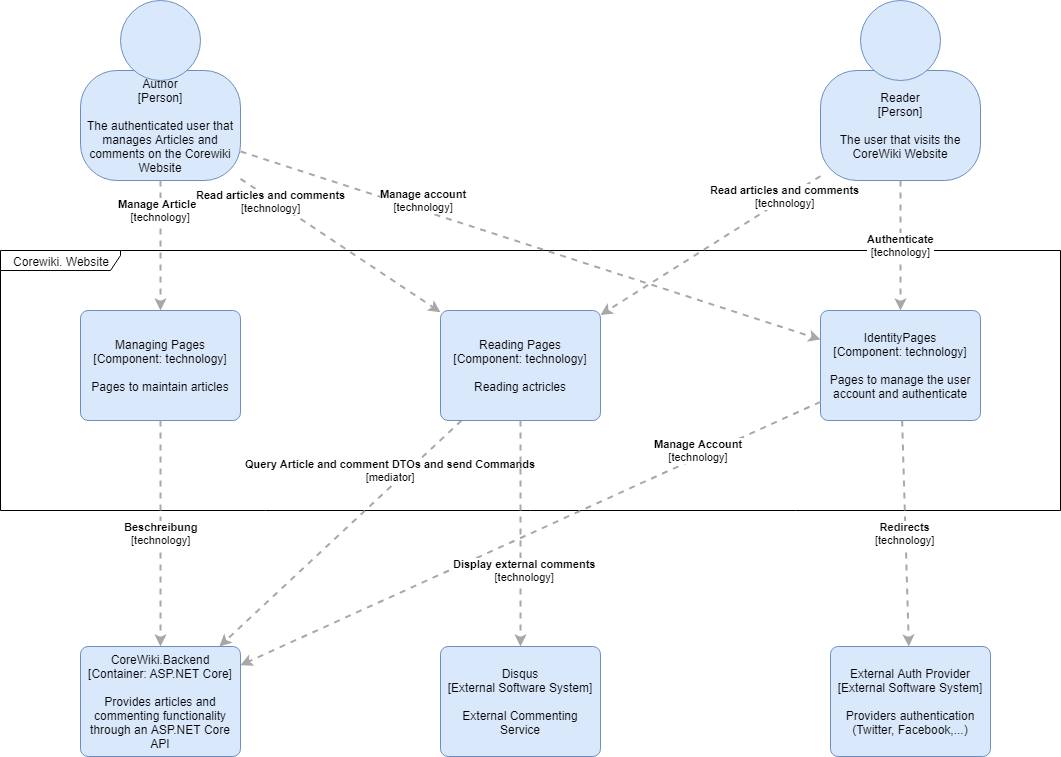 Author
[Person]
The authenticated user that
manages Articles and
comments on the Corewiki
Website
Reader
[Person]
The user that visits the
CoreWiki Website
Manage Article
[technology]
Read articles and comments
[technology]
Manage account
[technology]
Read articles and comments
[technology]
Authenticate
[technology]
Corewiki. Website
Managing Pages
[Component: technology]
Pages to maintain articles
Reading Pages
[Component: technology]
Reading actricles
IdentityPages
[Component: technology]
Pages to manage the user
account and authenticate
Query Article and comment DTOs and send Commands
[mediator]
Manage Account
[technology]
Beschreibung
[technology]
Redirects
[technology]
Display external comments
[technology]
CoreWiki.Backend
[Container: ASP.NET Core]
Provides articles and
commenting functionality
through an ASP.NET Core
API
Disqus
[External Software System]
External Commenting
Service
External Auth Provider
[External Software System]
Providers authentication
(Twitter, Facebook,...)